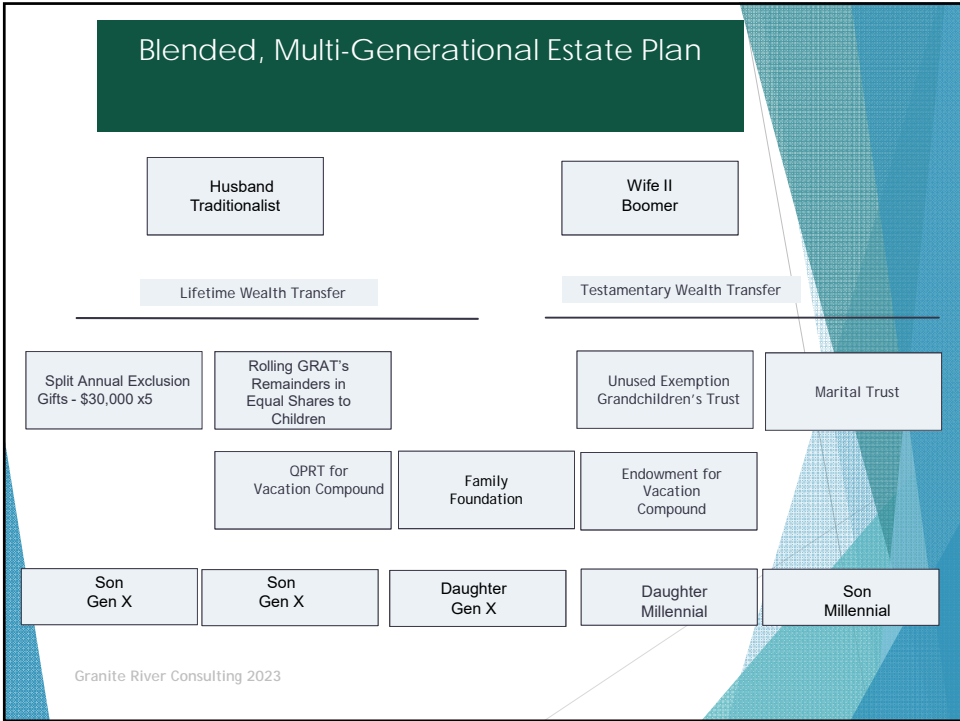 Blended, Multi-Generational Estate Plan
Husband
Traditionalist
Wife II
Boomer
Lifetime Wealth Transfer
Testamentary Wealth Transfer
Split Annual Exclusion
Gifts - $30,000 x5
Rolling GRAT's
Remainders in
Equal Shares to
Children
Unused Exemption
Grandchildren's Trust
Marital Trust
QPRT for
Vacation Compound
Family
Foundation
Endowment for
Vacation
Compound
Son
Gen X
Son
Gen X
Daughter
Gen X
Daughter
Millennial
Son
Millennial
Granite River Consulting 2023